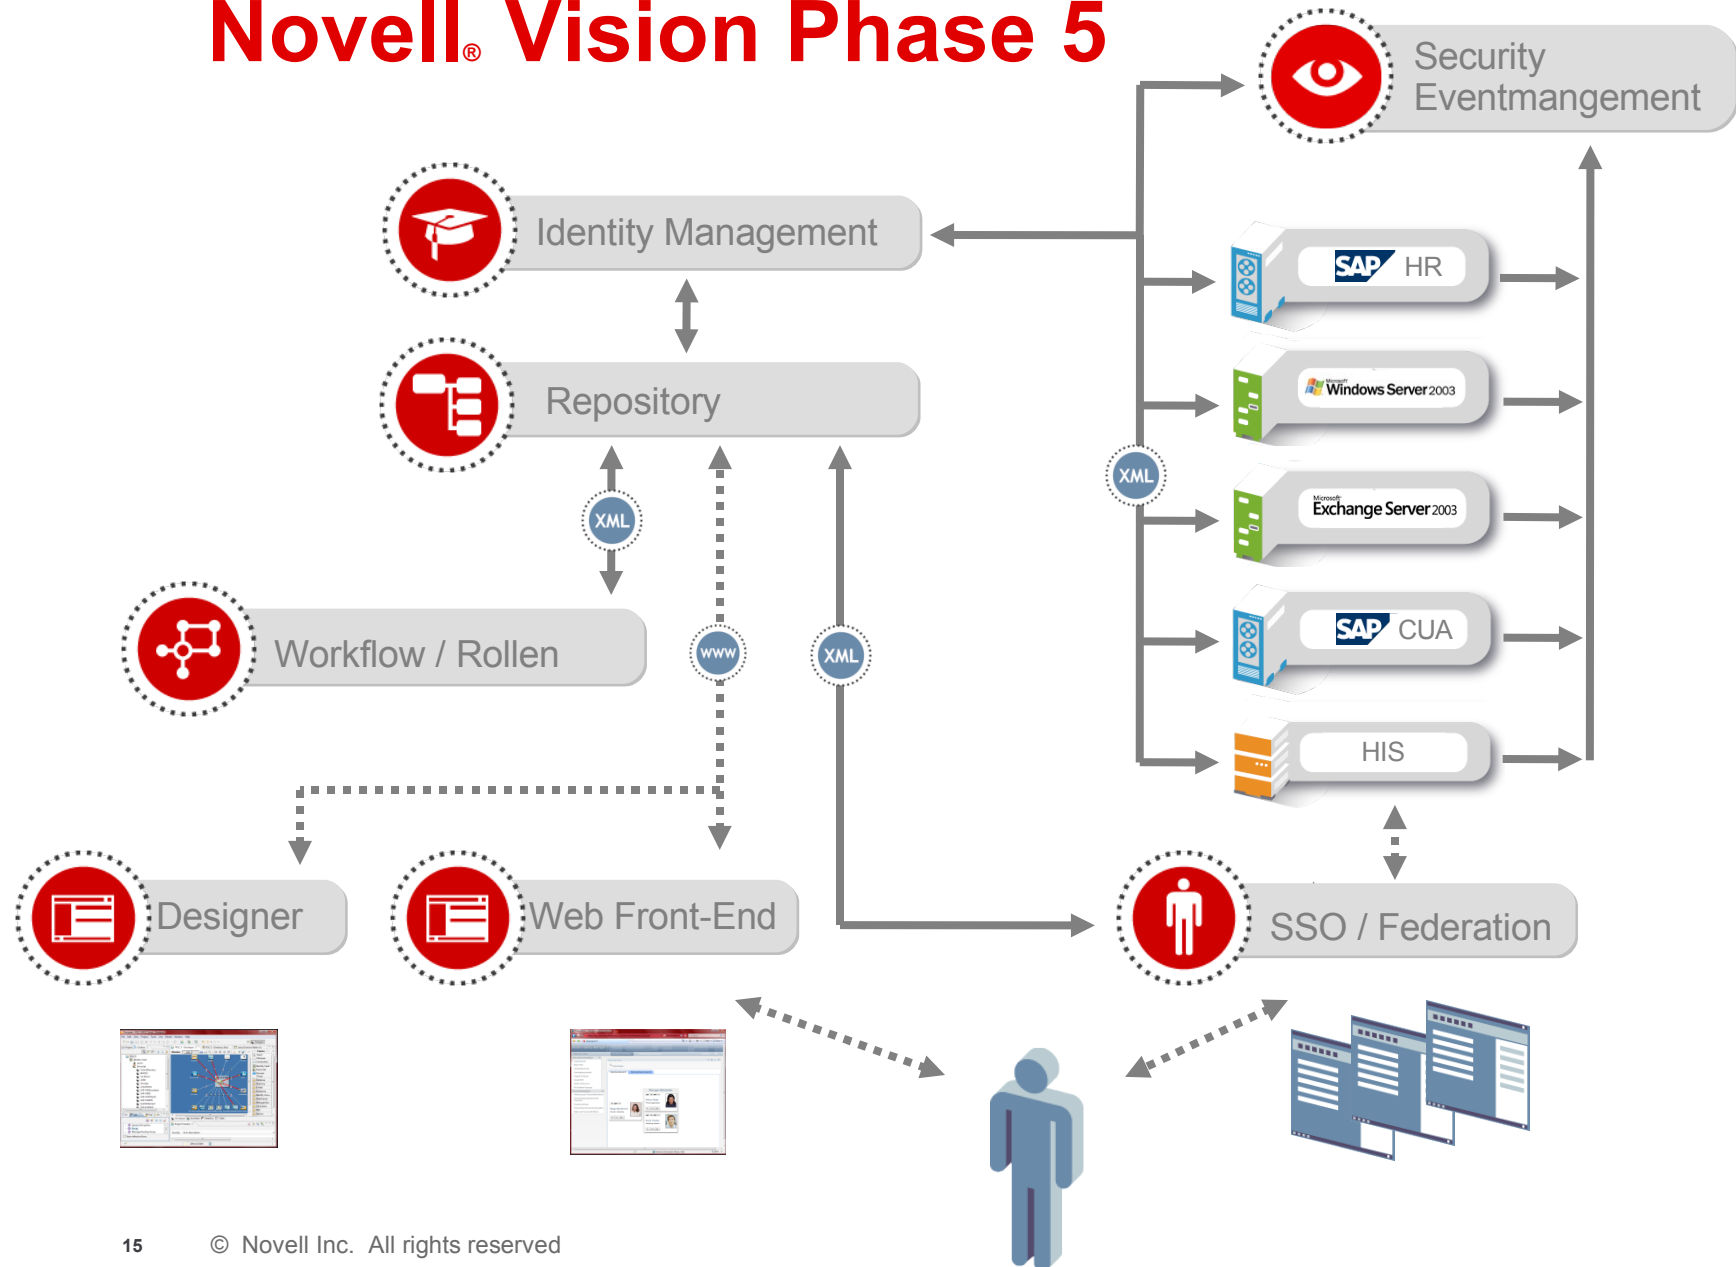 Novell® Vision Phase 5
Security
Eventmangement
Identity Management
SAP HR
Repository
Microsoft
Windows Server 2003
XML
Microsoft
Exchange Server 2003
XML
Workflow / Rollen
WWW
XML
SAP CUA
HIS
Designer
Web Front-End
SSO / Federation
15
© Novell Inc. All rights reserved